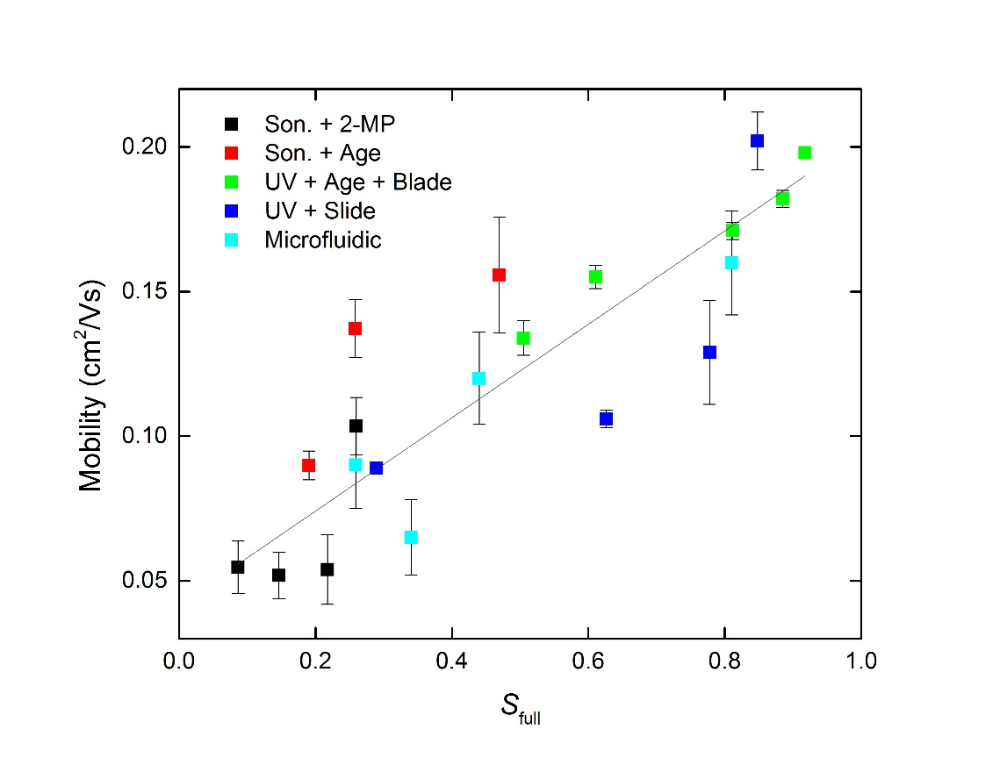 Son. + 2-MP
Son. + Age
UV + Age + Blade
UV + Slide
Microfluidic
0.20
0.15
0.10
0.05
Mobility (cm²/Vs)
0.0 0.2 0.4 0.6 0.8 1.0
S_full